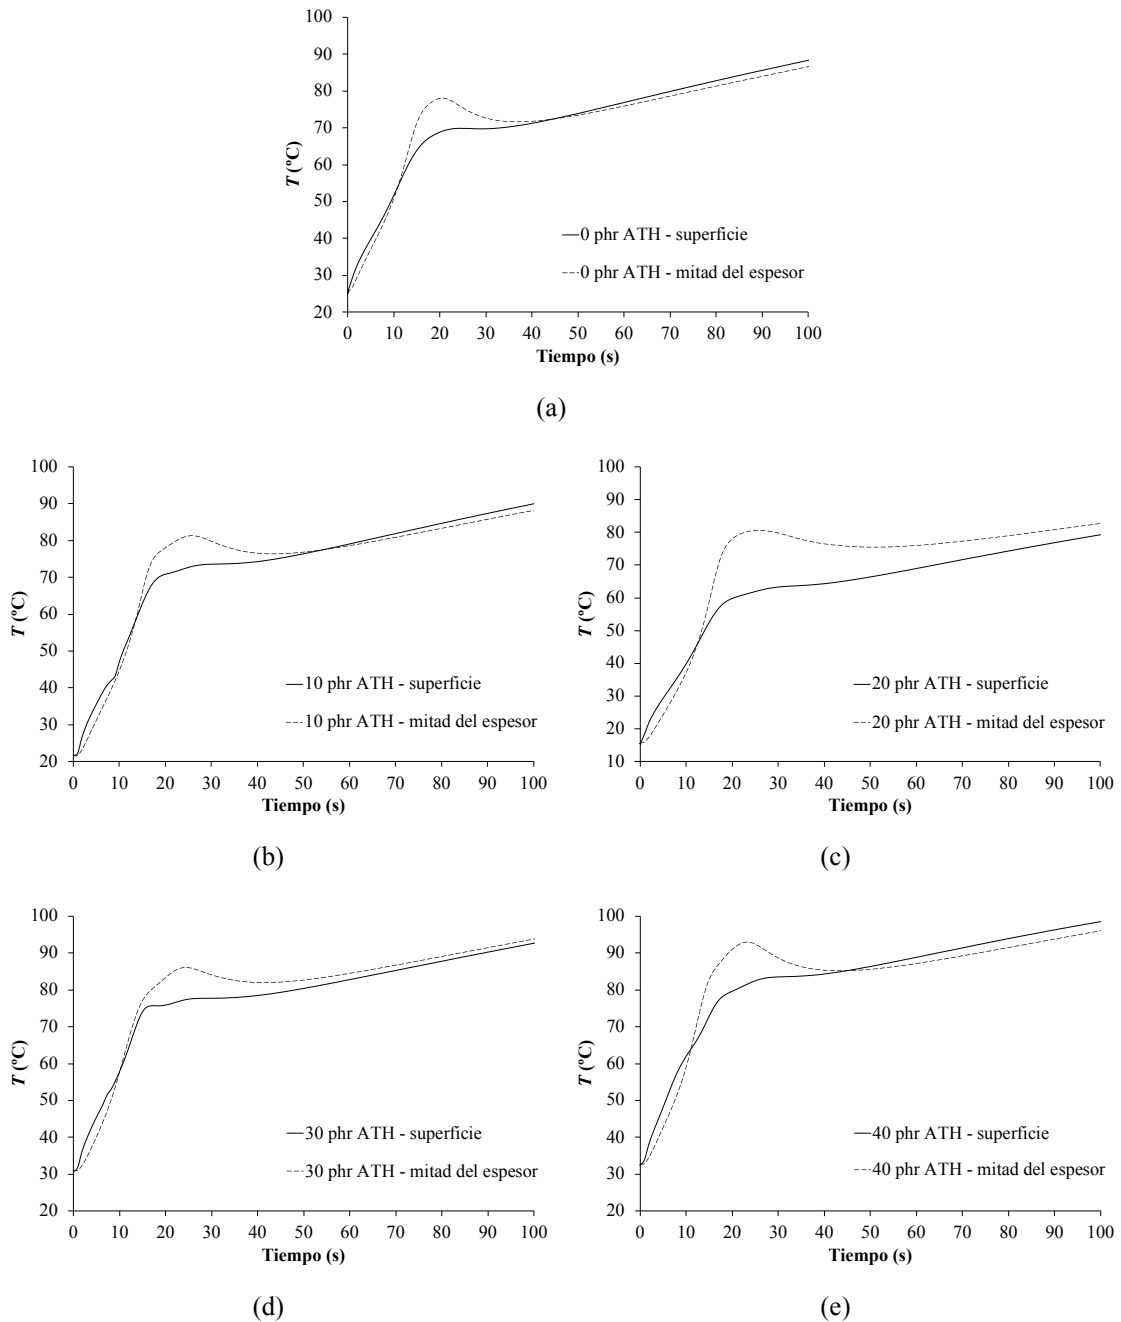 100
90
80
70
60
50
40
30
20
T (ºC)
0 phr ATH - superficie
0 phr ATH - mitad del espesor
0 10 20 30 40 50 60 70 80 90 100
Tiempo (s)
(a)
100
90
80
70
60
50
40
30
20
T (ºC)
10 phr ATH - superficie
10 phr ATH - mitad del espesor
0 10 20 30 40 50 60 70 80 90 100
Tiempo (s)
(b)
100
90
80
70
60
50
40
30
20
10
T (ºC)
20 phr ATH - superficie
20 phr ATH - mitad del espesor
0 10 20 30 40 50 60 70 80 90 100
Tiempo (s)
(c)
100
90
80
70
60
50
40
30
20
T (ºC)
30 phr ATH - superficie
30 phr ATH - mitad del espesor
0 10 20 30 40 50 60 70 80 90 100
Tiempo (s)
(d)
100
90
80
70
60
50
40
30
20
T (ºC)
40 phr ATH - superficie
40 phr ATH - mitad del espesor
0 10 20 30 40 50 60 70 80 90 100
Tiempo (s)
(e)